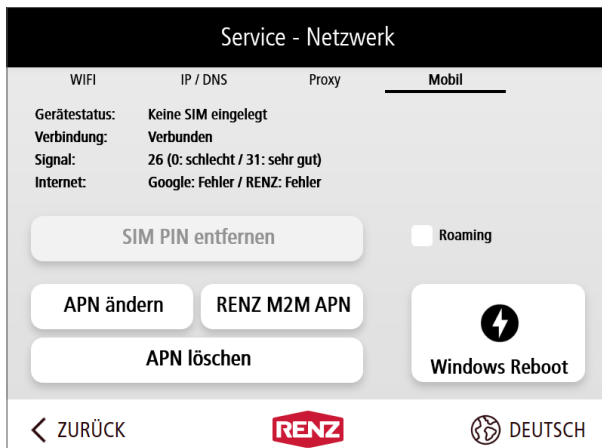 Service - Netzwerk
WIFI IP / DNS Proxy Mobil
Gerätestatus: Keine SIM eingelegt
Verbindung: Verbunden
Signal: 26 (0: schlecht / 31: sehr gut)
Internet: Google: Fehler / RENZ: Fehler
SIM PIN entfernen Roaming
APN ändern RENZ M2M APN
APN löschen
Windows Reboot
ZURÜCK RENZ DEUTSCH